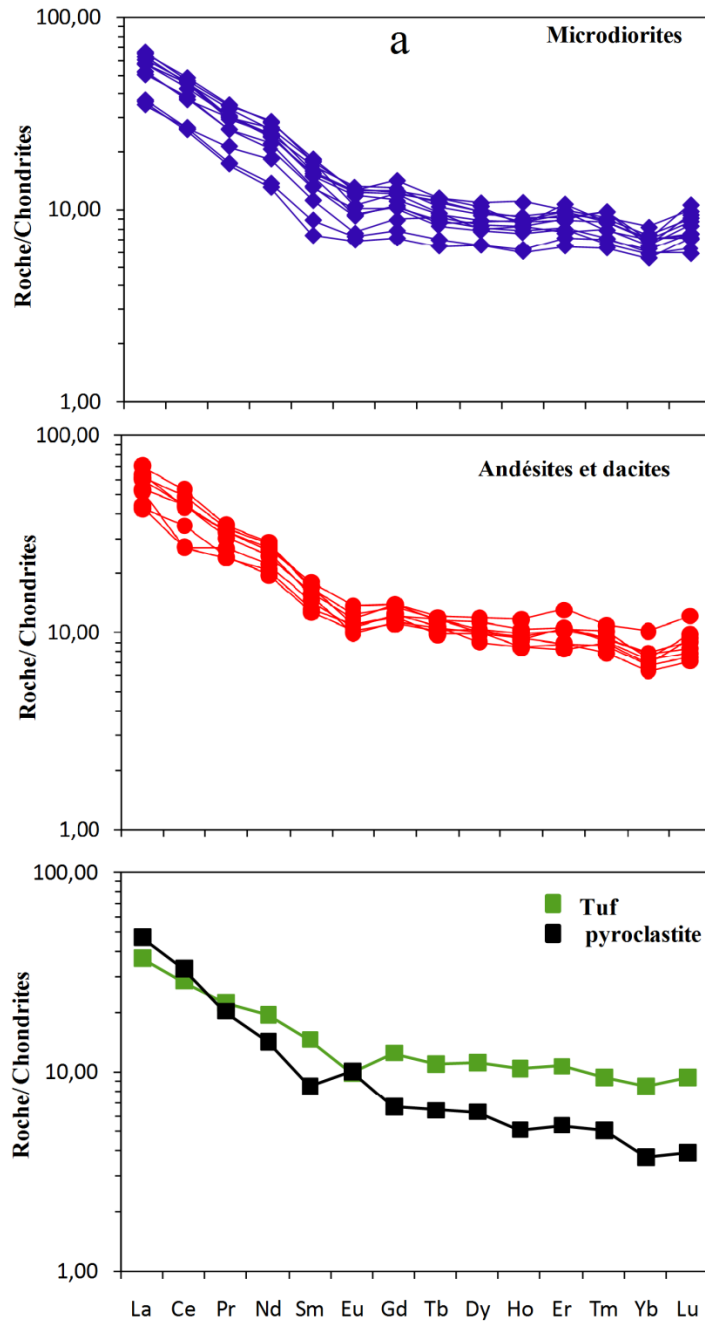 100,00
a
Microdiorites
10,00
1,00
Roche/Chondrites
100,00
Andésites et dacites
10,00
1,00
Roche/ Chondrites
100,00
Tuf
pyroclastite
10,00
1,00
Roche/ Chondrites
La Ce Pr Nd Sm Eu Gd Tb Dy Ho Er Tm Yb Lu